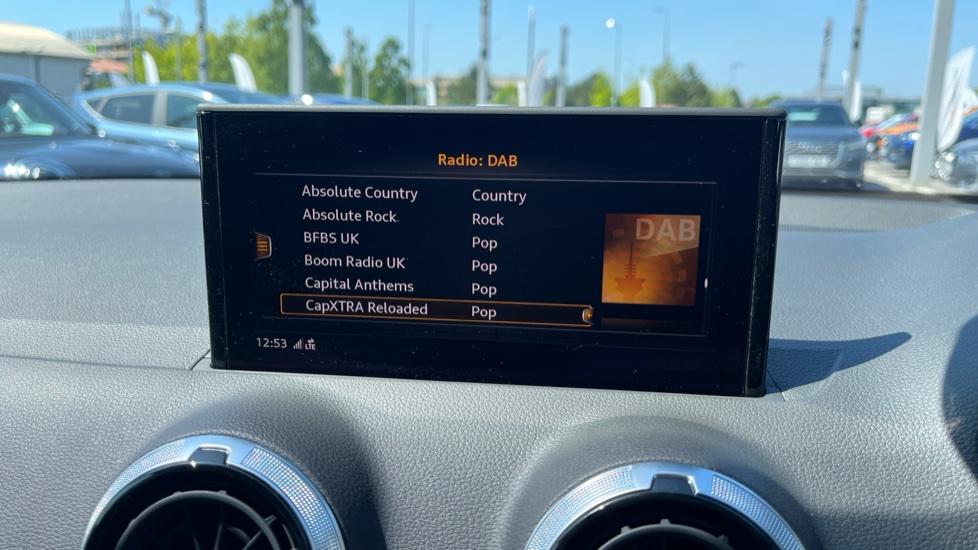 Radio: DAB
Absolute Country Country
Absolute Rock Rock
BFBS UK Pop
Boom Radio UK Pop
Capital Anthems Pop
CapXTRA Reloaded Pop
DAB
12:53 LTE